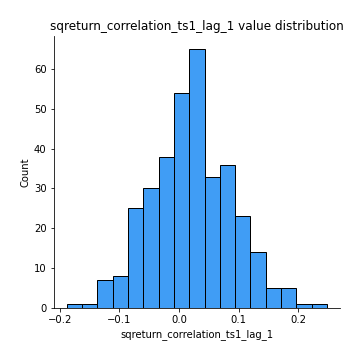 sqreturn_correlation_ts1_lag_1 value distribution
60
50
40
30
20
10
0
Count
−0.2 −0.1 0.0 0.1 0.2
sqreturn_correlation_ts1_lag_1